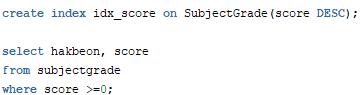 create index idx_score on SubjectGrade(score DESC);
select hakbeon, score
from subjectgrade
where score >=0;